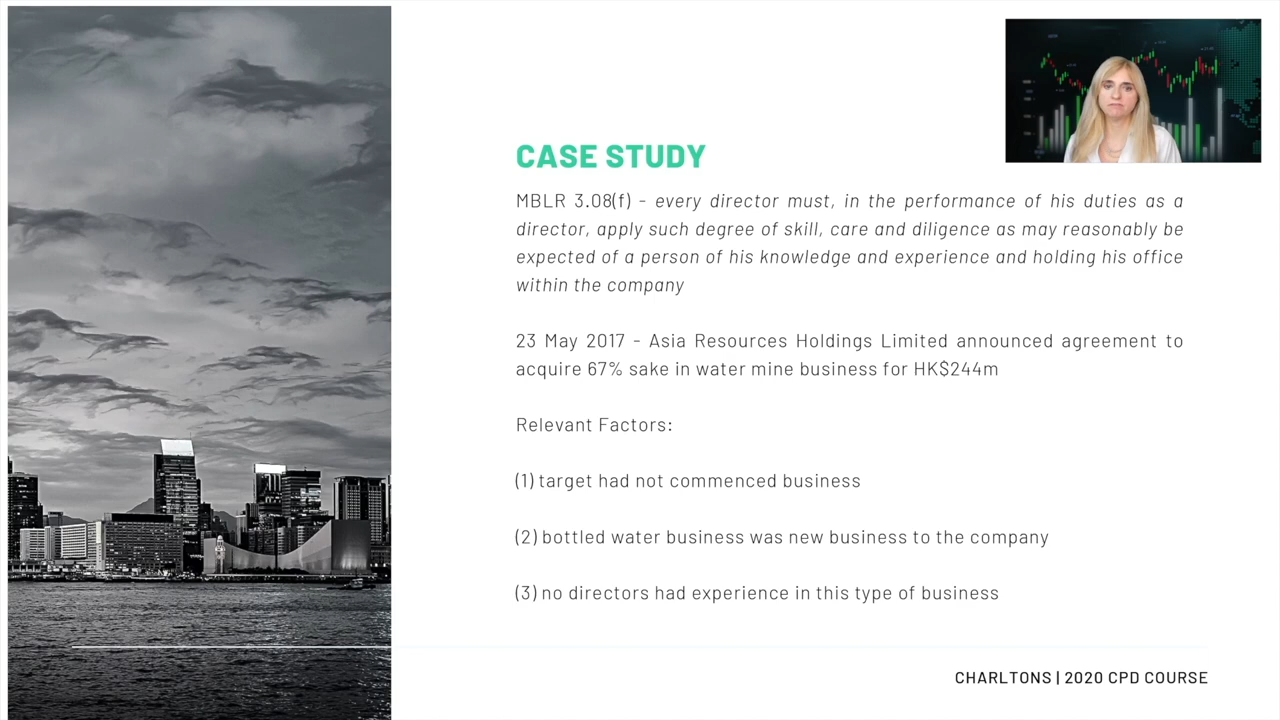 CASE STUDY
MBLR 3.08(f) - every director must, in the performance of his duties as a
director, apply such degree of skill, care and diligence as may reasonably be
expected of a person of his knowledge and experience and holding his office
within the company
23 May 2017 - Asia Resources Holdings Limited announced agreement to
acquire 67% sake in water mine business for HK$244m
Relevant Factors:
(1) target had not commenced business
(2) bottled water business was new business to the company
(3) no directors had experience in this type of business
CHARLTONS | 2020 CPD COURSE